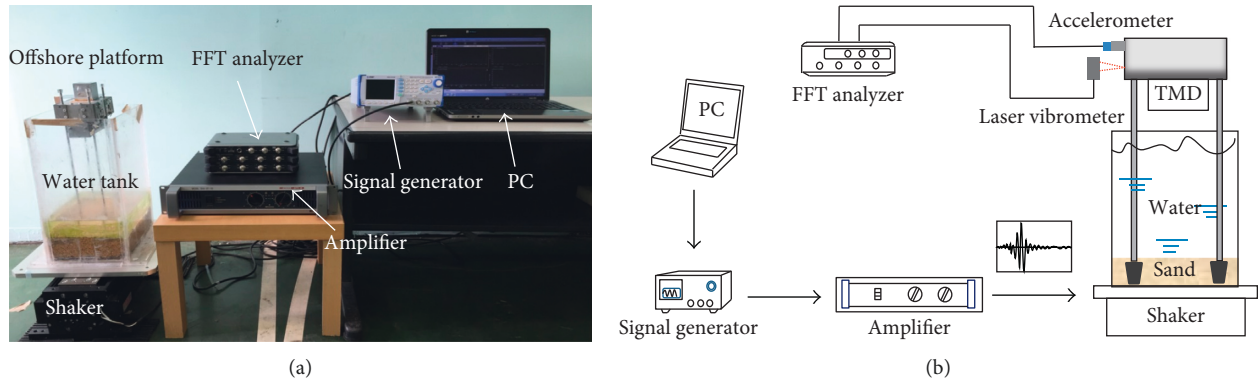 Offshore platform
FFT analyzer
Water tank
Signal generator
PC
Amplifier
Shaker
(a)
Accelerometer
FFT analyzer
PC
TMD
Laser vibrometer
Water
Sand
Signal generator
Amplifier
Shaker
(b)